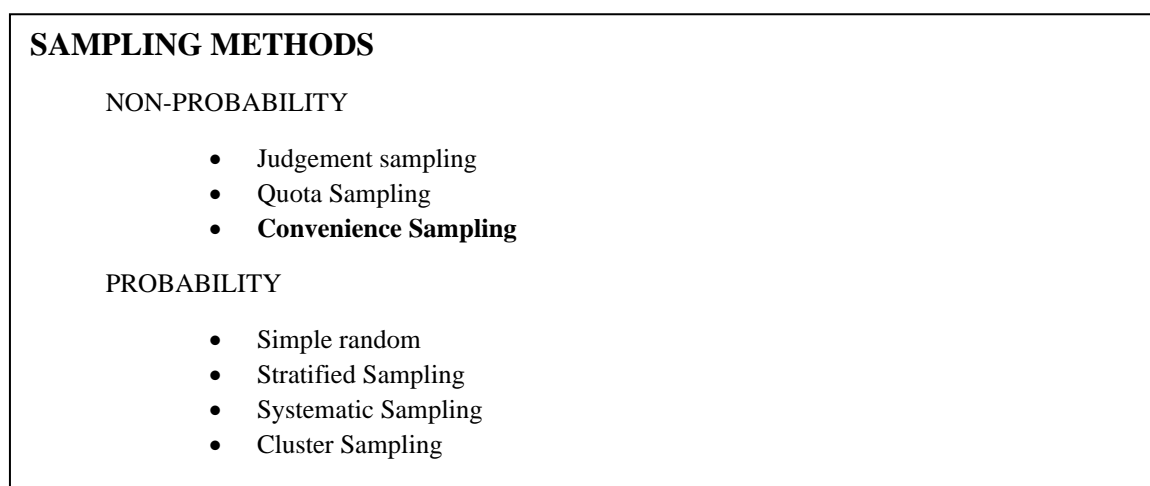 SAMPLING METHODS
NON-PROBABILITY
• Judgement sampling
• Quota Sampling
• Convenience Sampling
PROBABILITY
• Simple random
• Stratified Sampling
• Systematic Sampling
• Cluster Sampling